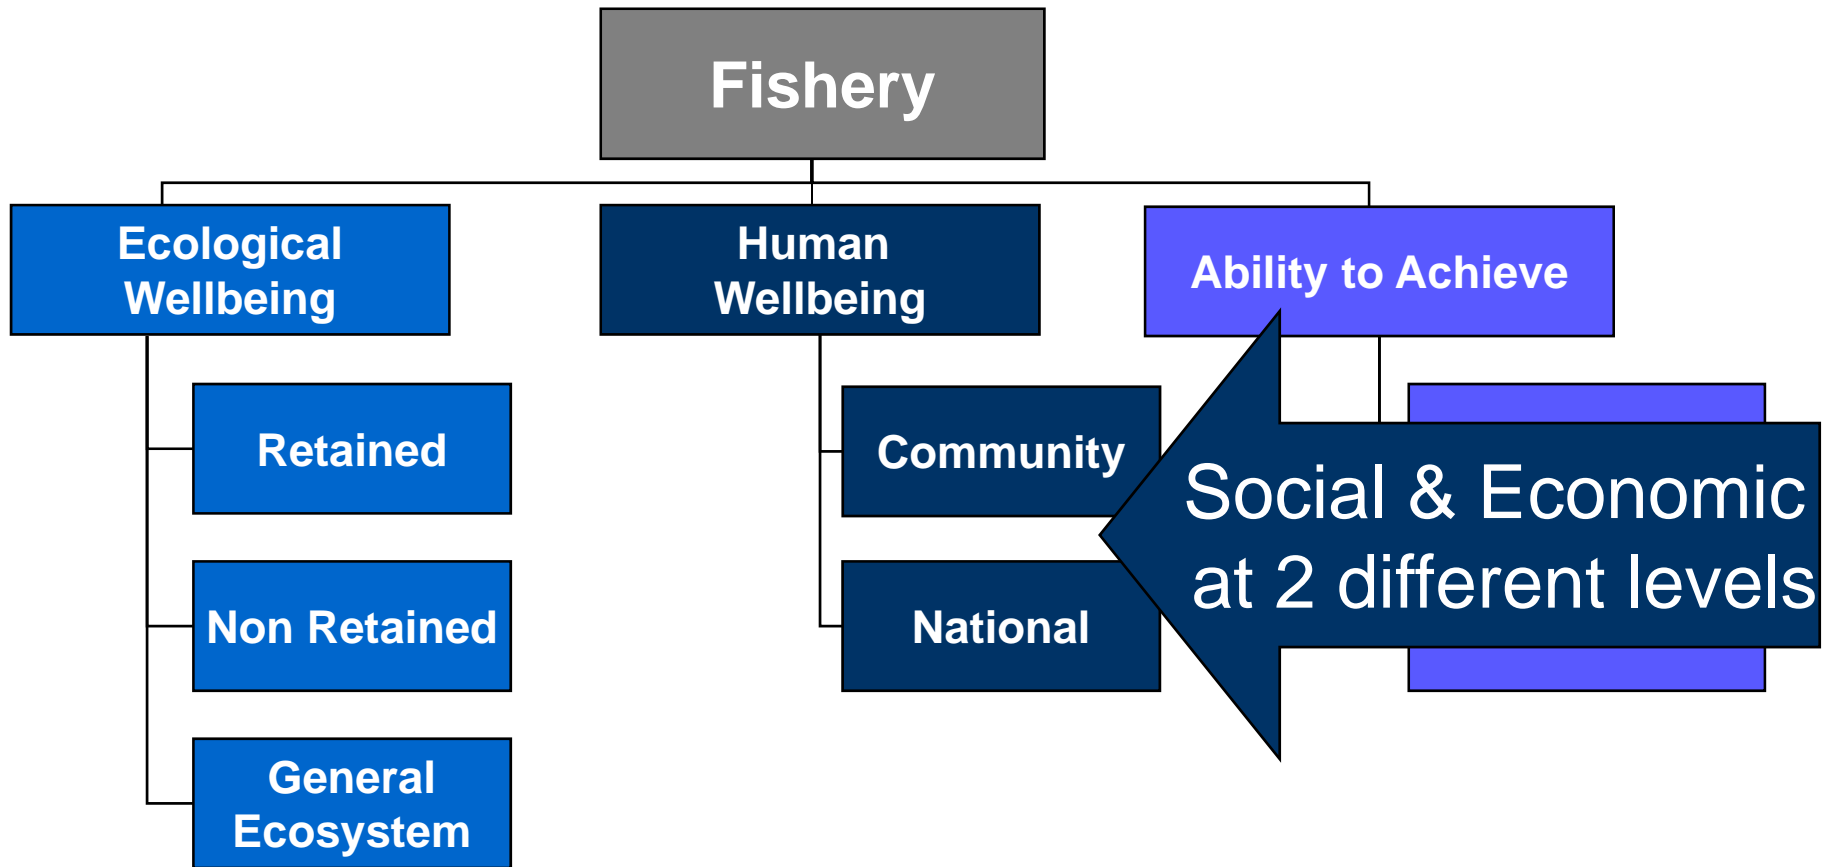 Fishery
Ecological
Wellbeing
Human
Wellbeing
Ability to Achieve
Retained
Non Retained
General
Ecosystem
Community
National
Social & Economic
at 2 different levels